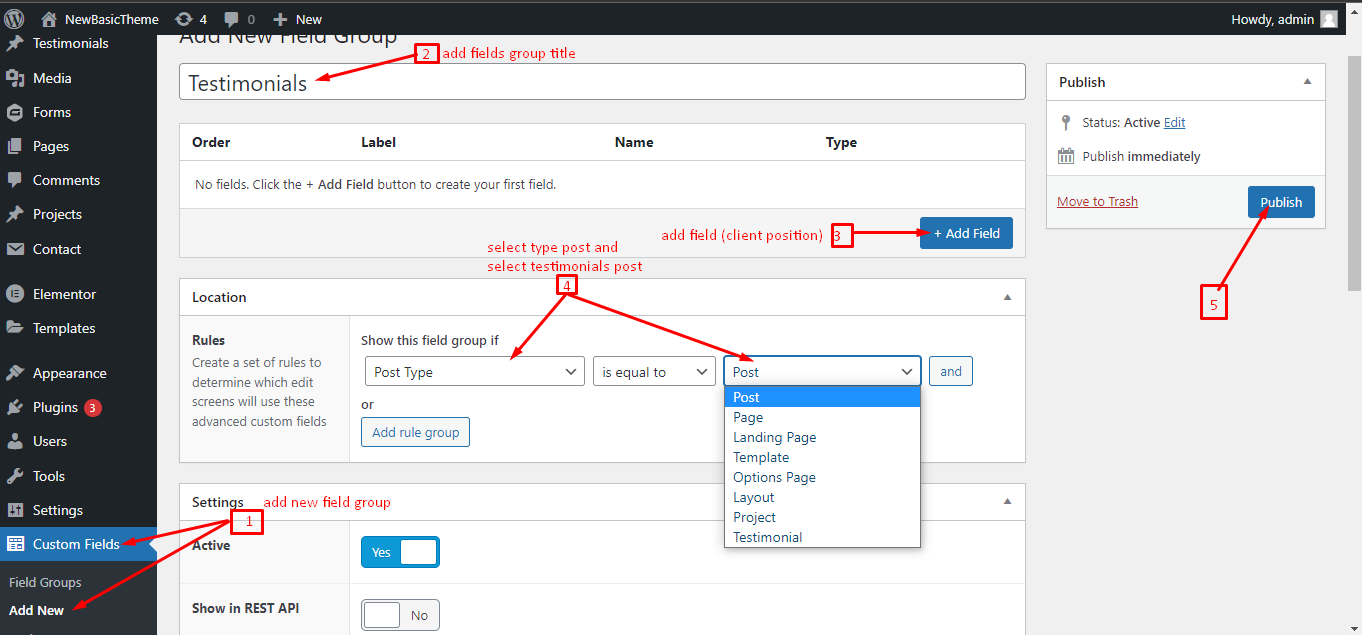 NewBasicTheme 4 0 New Howdy, admin
Testimonials
Media
Forms
Pages
Comments
Projects
Contact
Elementor
Templates
Appearance
Plugins 3
Users
Tools
Settings
Custom Fields
Field Groups
Add New
Add New Field Group
2 add fields group title
Testimonials
Order Label Name Type
No fields. Click the + Add Field button to create your first field.
add field (client position) 3 + Add Field
select type post and
select testimonials post
4
Location
Rules
Create a set of rules to
determine which edit
screens will use these
advanced custom fields
Show this field group if
Post Type is equal to Post and
or
Add rule group
Post
Page
Landing Page
Template
Options Page
Layout
Project
Testimonial
Settings add new field group
1
Active
Yes
Show in REST API
No
Publish
Status: Active Edit
Publish immediately
Move to Trash Publish
5